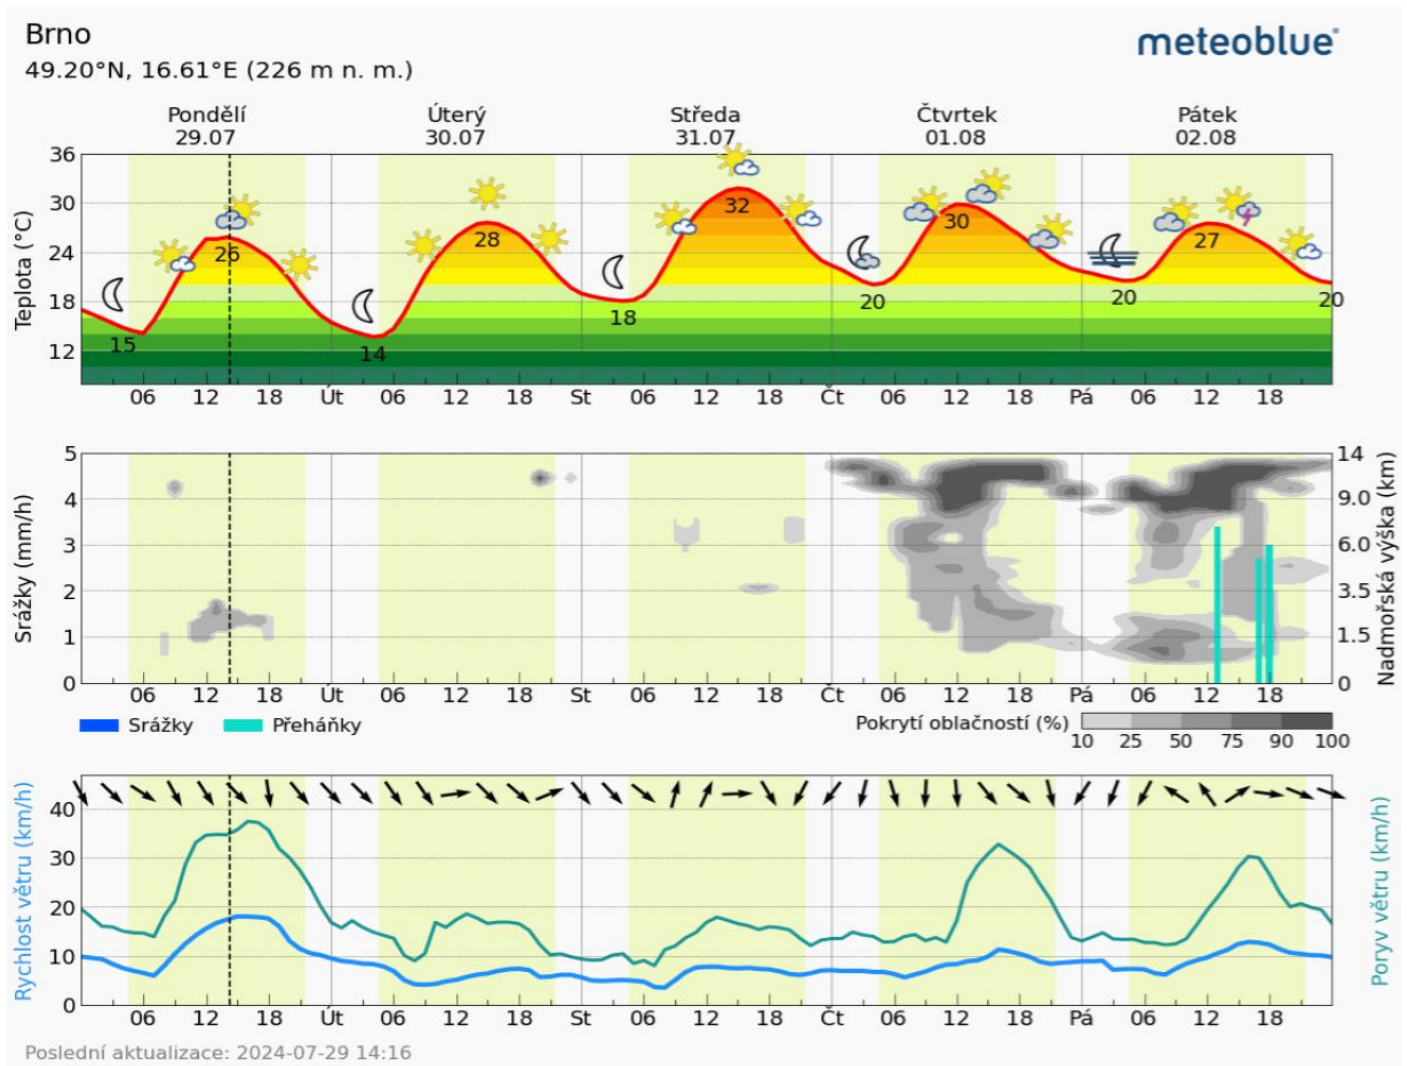 Brno
meteoblue
49.20°N, 16.61°E (226 m n. m.)
Pondělí Úterý Středa Čtvrtek Pátek
29.07 30.07 31.07 01.08 02.08
Teplota (°C)
36
30
24
18
12
26 28 32 30 27
15 14 18 20 20 20
06 12 18 Út 06 12 18 St 06 12 18 Čt 06 12 18 Pá 06 12 18
Srážky (mm/h)
5
4
3
2
1
0
14
9.0
6.0
3.5
1.5
0
Nadmořská výška (km)
06 12 18 Út 06 12 18 St 06 12 18 Čt 06 12 18 Pá 06 12 18
Srážky Přeháňky
Pokrytí oblačností (%)
10 25 50 75 90 100
Rychlost větru (km/h)
40
30
20
10
0
Poryv větru (km/h)
06 12 18 Út 06 12 18 St 06 12 18 Čt 06 12 18 Pá 06 12 18
Poslední aktualizace: 2024-07-29 14:16